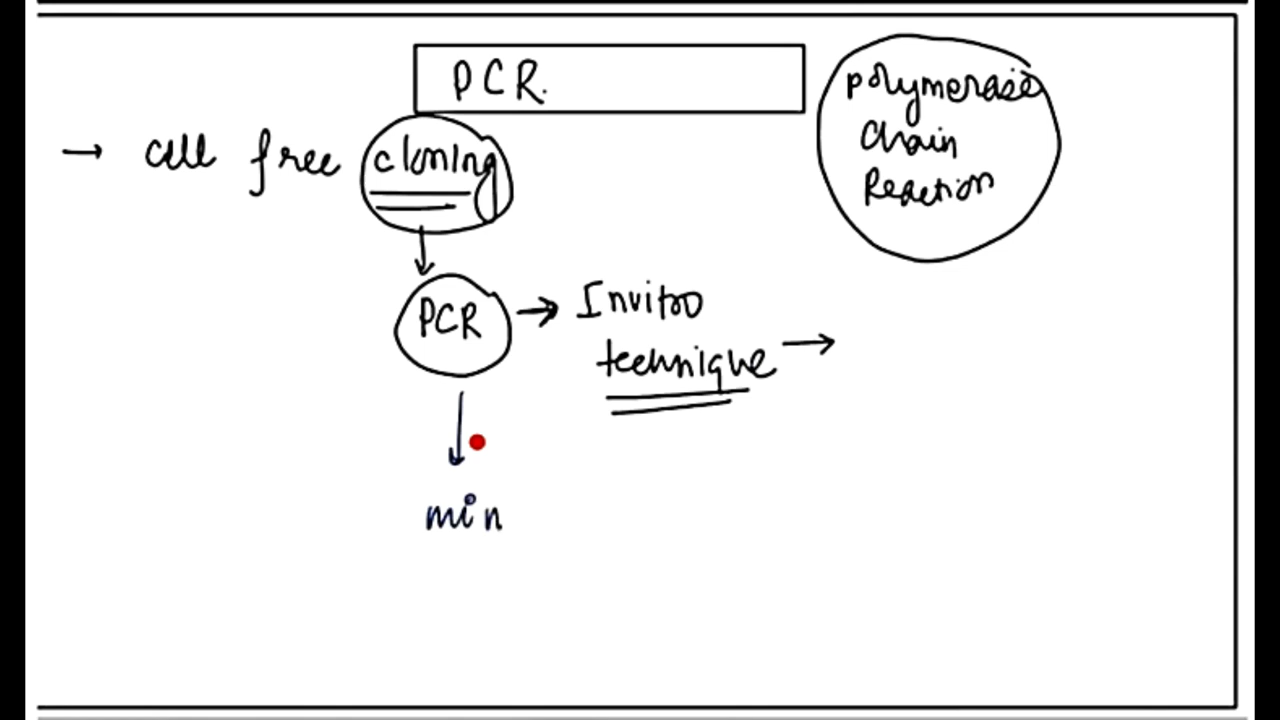 PCR.
Polymerase
Chain
Reaction
→ cell free cloning
PCR → Invitro
technique →
min